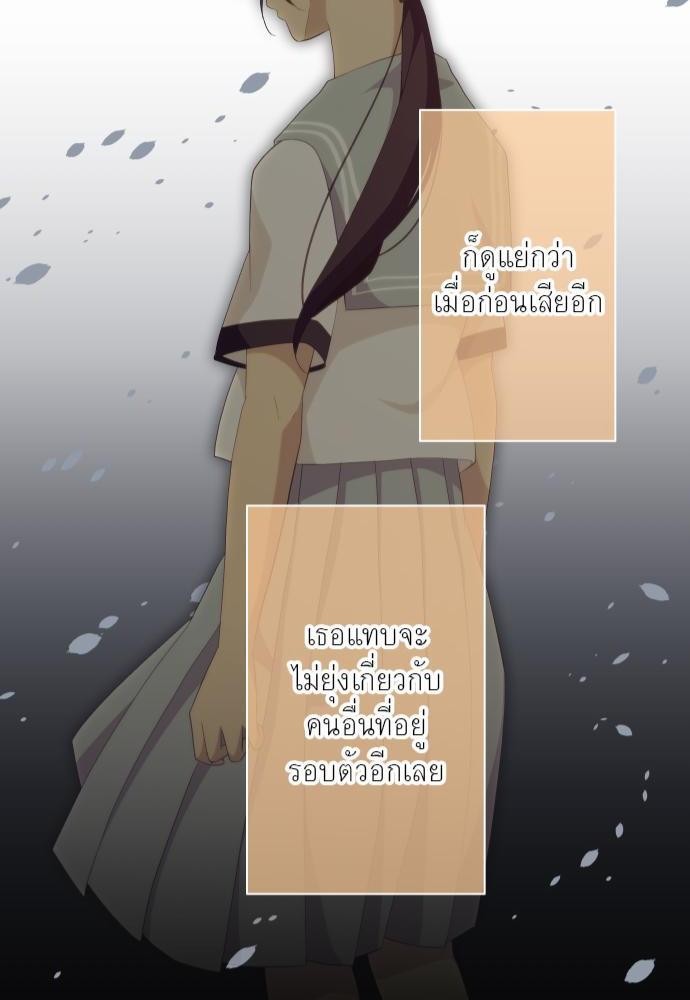 ก็ดูแย่กว่า
เมื่อก่อนเสียอีก
เธอแทบจะ
ไม่ยุ่งเกี่ยวกับ
คนอื่นที่อยู่
รอบตัวอีกเลย